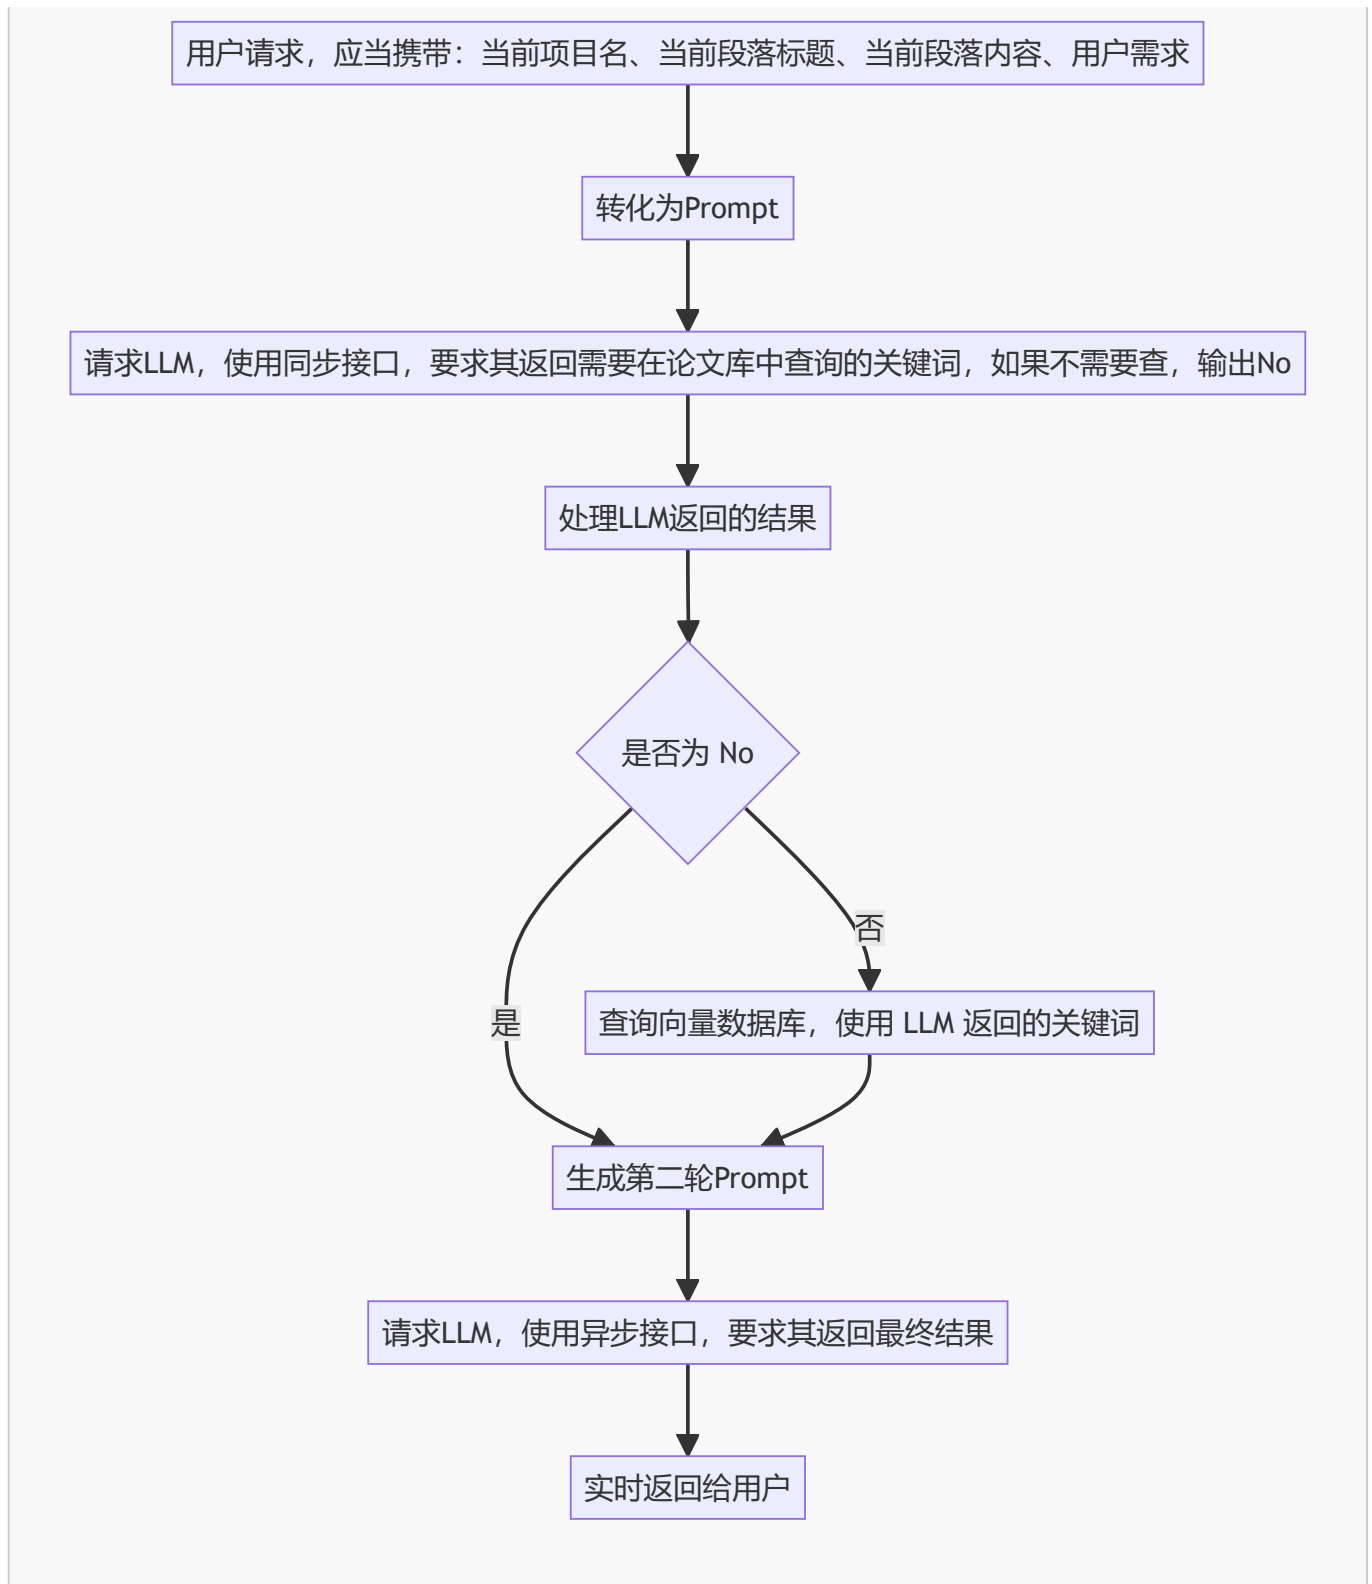 用户请求，应当携带：当前项目名、当前段落标题、当前段落内容、用户需求
转化为Prompt
请求LLM，使用同步接口，要求其返回需要在论文库中查询的关键词，如果不需要查，输出No
处理LLM返回的结果
是否为 No
否
是
查询向量数据库，使用 LLM 返回的关键词
生成第二轮Prompt
请求LLM，使用异步接口，要求其返回最终结果
实时返回给用户